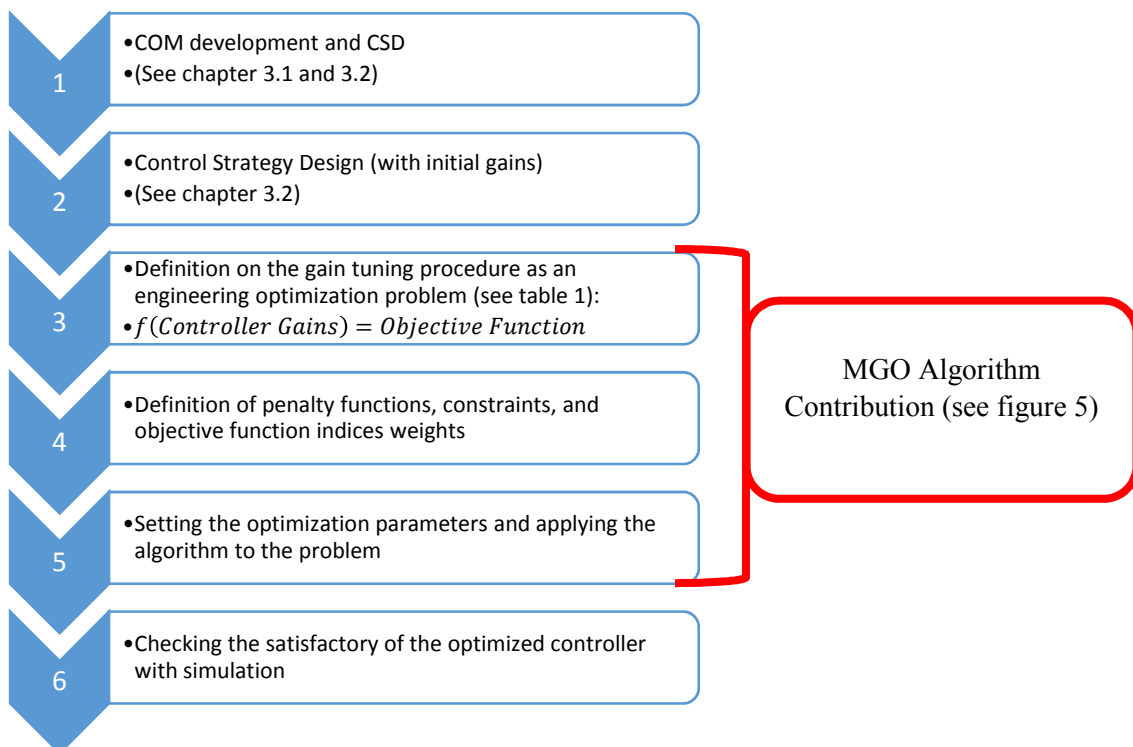 1
•COM development and CSD
•(See chapter 3.1 and 3.2)
2
•Control Strategy Design (with initial gains)
•(See chapter 3.2)
3
•Definition on the gain tuning procedure as an
engineering optimization problem (see table 1):
•f(Controller Gains) = Objective Function
4
•Definition of penalty functions, constraints, and
objective function indices weights
5
•Setting the optimization parameters and applying the
algorithm to the problem
6
•Checking the satisfactory of the optimized controller
with simulation
MGO Algorithm
Contribution (see figure 5)